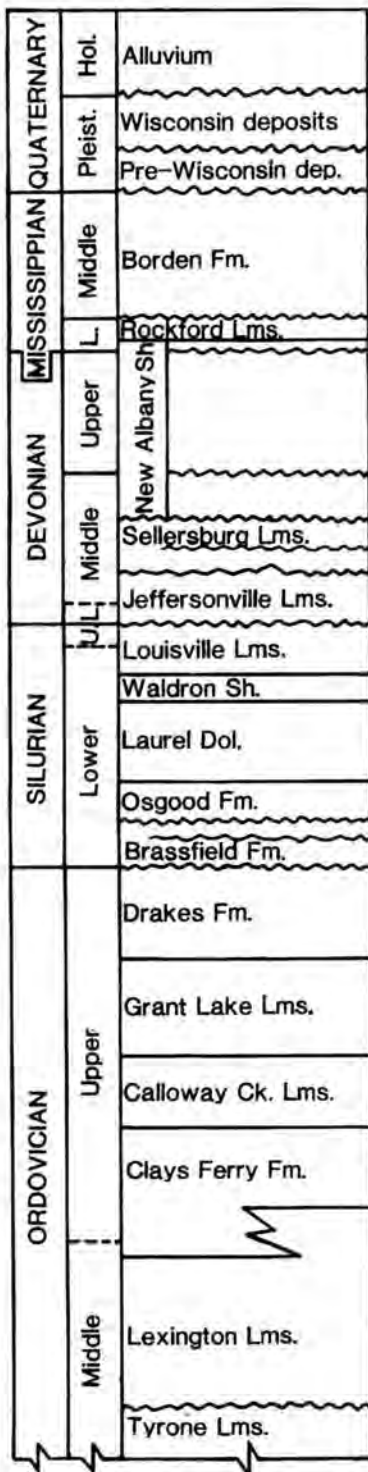 QUATERNARY
Hol.
Alluvium
Pleist.
Wisconsin deposits
Pre-Wisconsin dep.
MISSISSIPPIAN
Middle
Borden Fm.
L.
Rockford Lms.
DEVONIAN
Upper
New Albany Sh
Middle
Sellersburg Lms.
Jeffersonville Lms.
L.
SILURIAN
U.
Louisville Lms.
Waldron Sh.
Lower
Laurel Dol.
Osgood Fm.
Brassfield Fm.
ORDOVICIAN
Upper
Drakes Fm.
Grant Lake Lms.
Calloway Ck. Lms.
Clays Ferry Fm.
Middle
Lexington Lms.
Tyrone Lms.